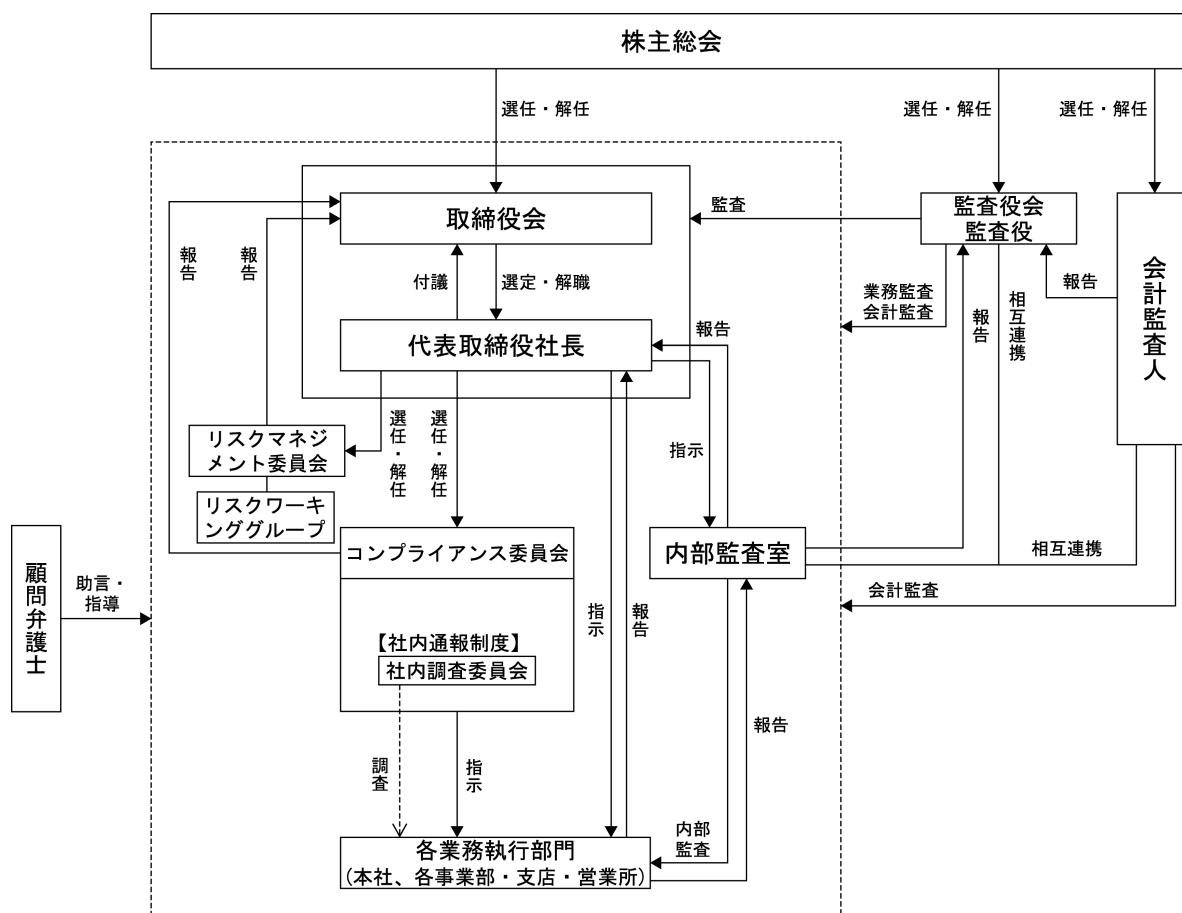 株主総会
選任・解任
選任・解任
選任・解任
取締役会
監査
監査役会
監査役
会計監査人
報告
報告
付議
選定・解職
業務監査
会計監査
報告
相互連携
報告
代表取締役社長
報告
選任・解任
選任・解任
指示
リスクマネジ
メント委員会
リスクワーキ
ンググループ
コンプライアンス委員会
内部監査室
相互連携
会計監査
顧問弁護士
助言・
指導
指示
報告
【社内通報制度】
社内調査委員会
報告
調査
指示
内部
監査
各業務執行部門
(本社、各事業部・支店・営業所)